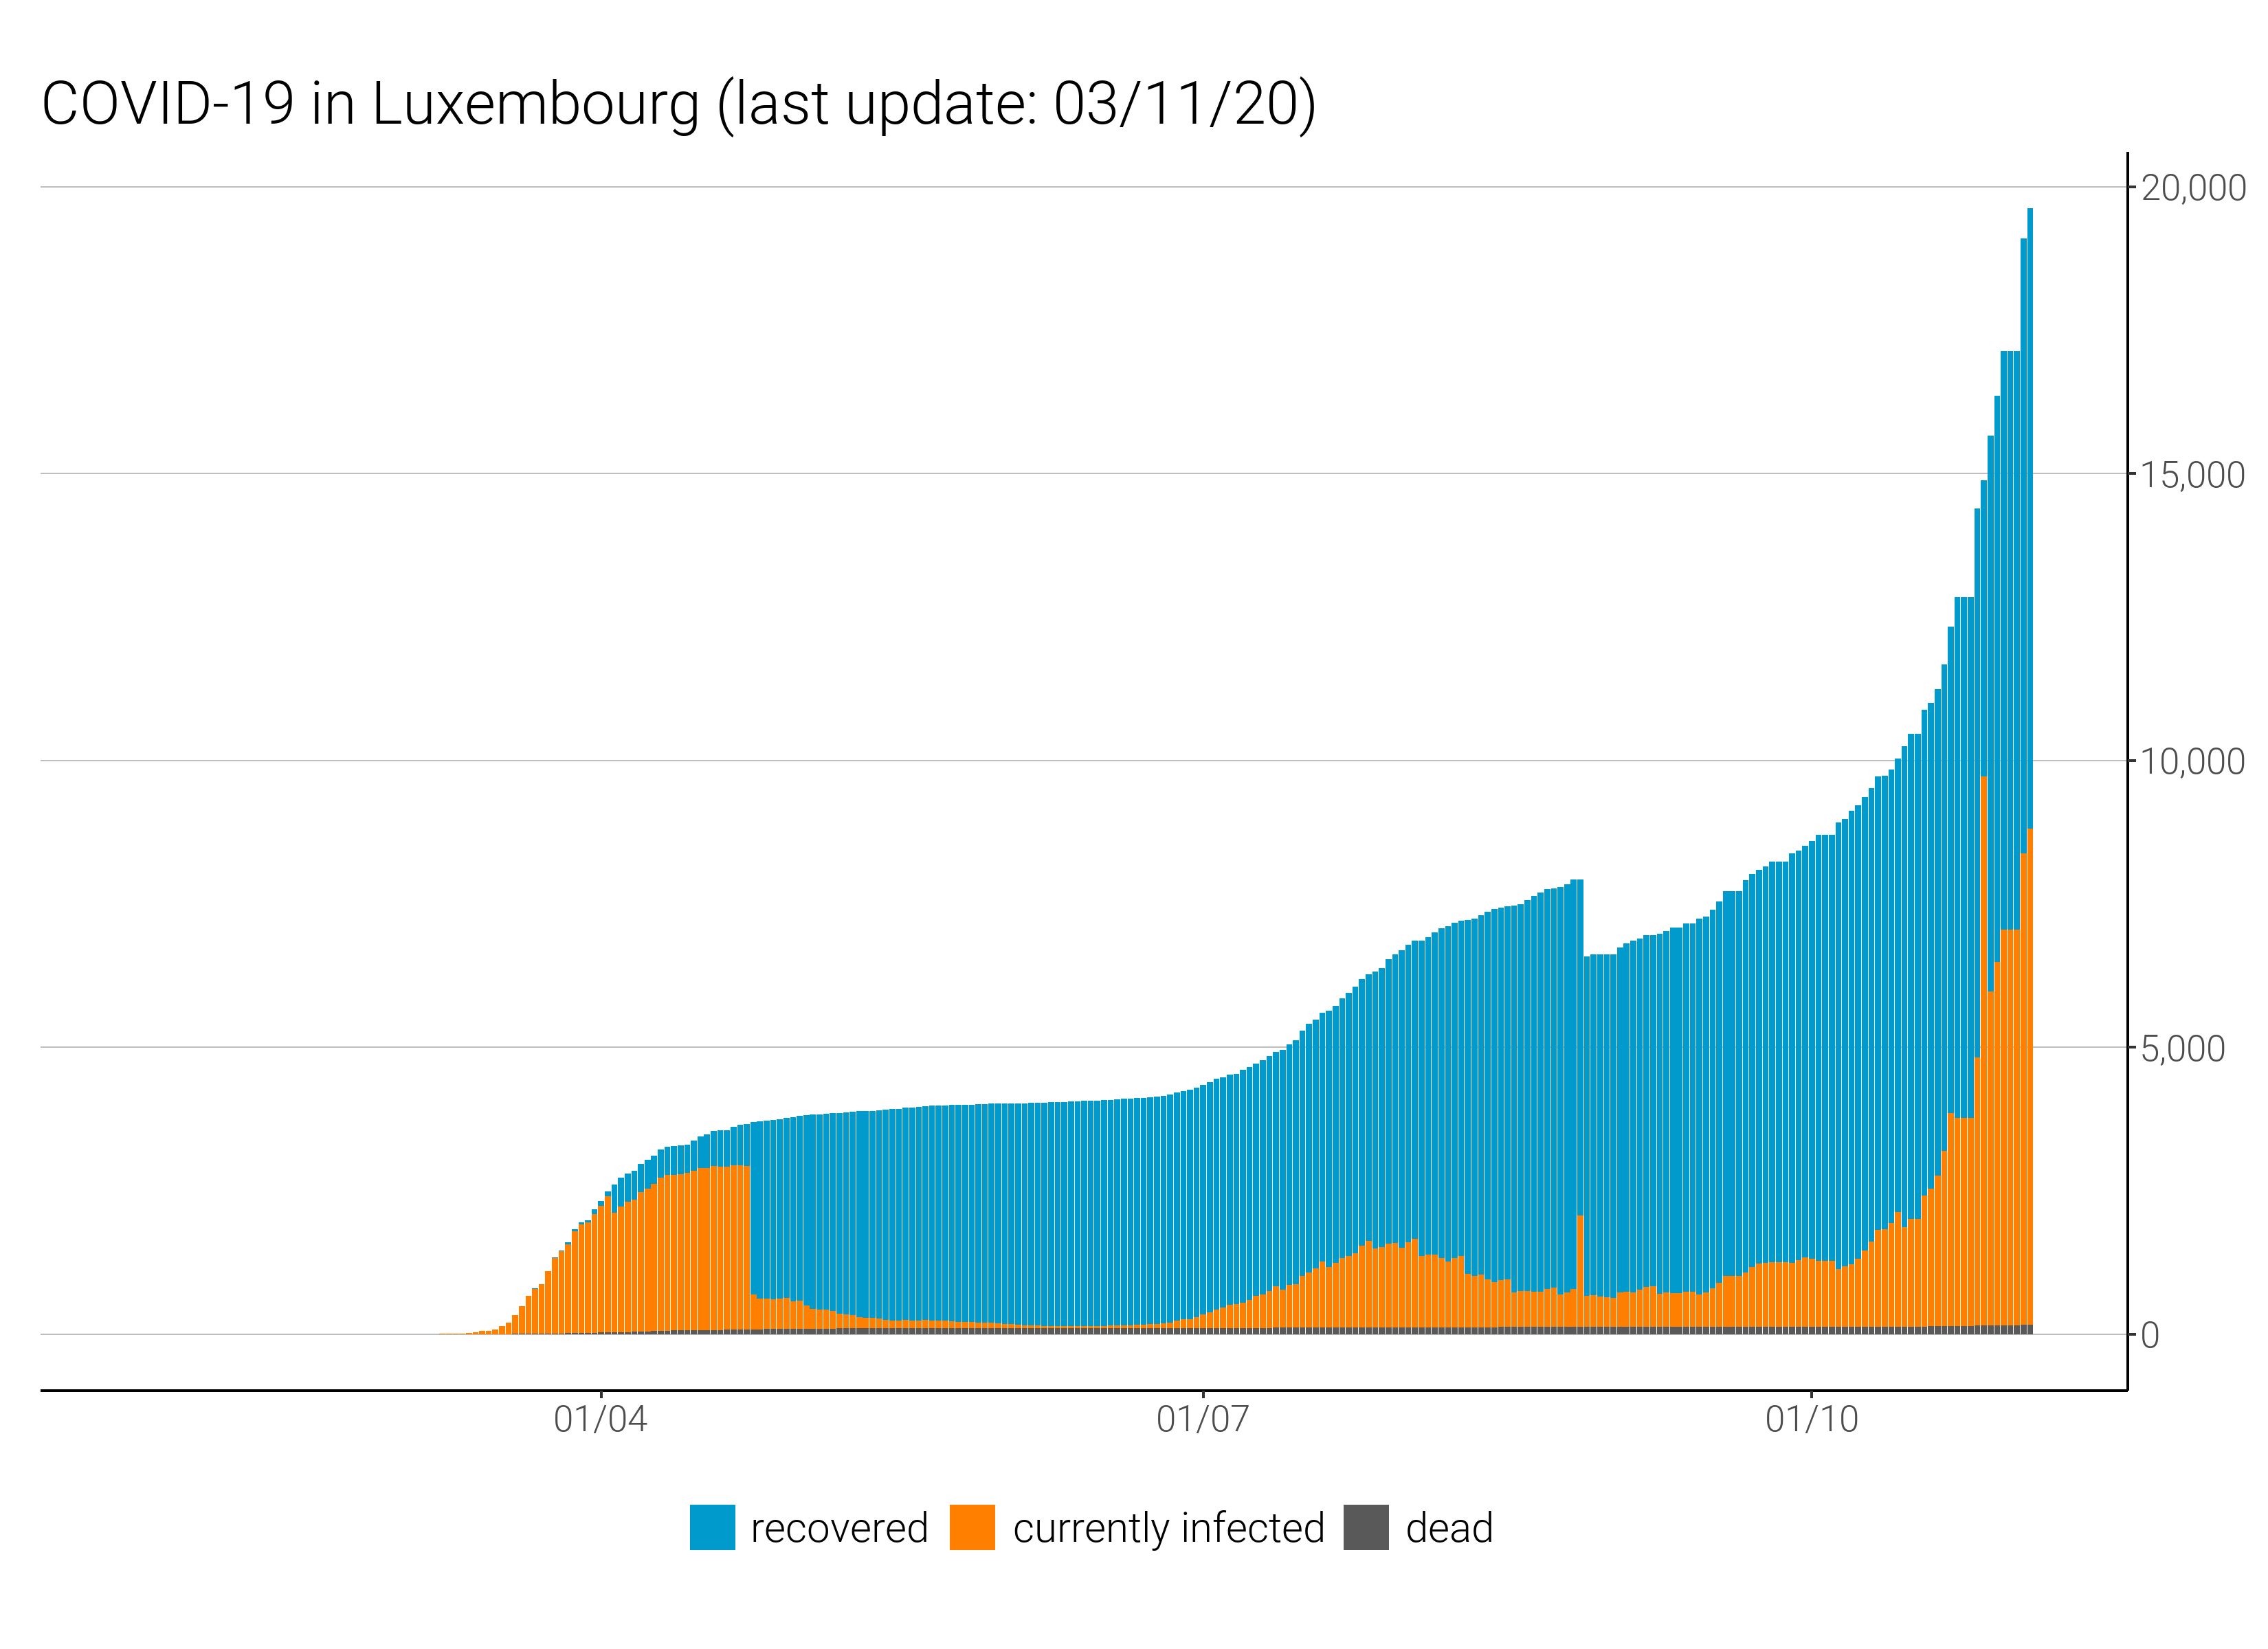 COVID-19 in Luxembourg (last update: 03/11/20)
20,000
15,000
10,000
5,000
0
01/04 01/07 01/10
recovered currently infected dead